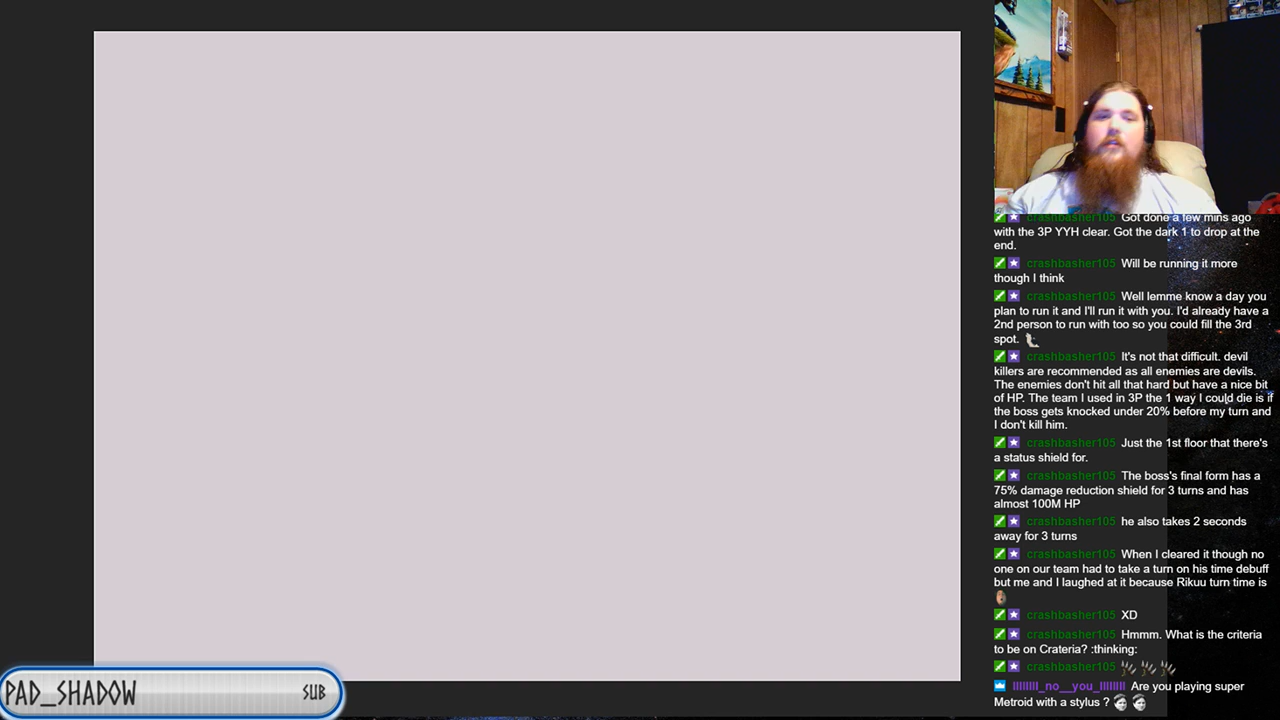 crashbasher105 Got done a few mins ago
with the 3P YYH clear. Got the dark 1 to drop at the
end.
crashbasher105 Will be running it more
though I think
crashbasher105 Well lemme know a day you
plan to run it and I'll run it with you. I'd already have a
2nd person to run with too so you could fill the 3rd
spot.
crashbasher105 It's not that difficult. devil
killers are recommended as all enemies are devils.
The enemies don't hit all that hard but have a nice bit
of HP. The team I used in 3P the 1 way I could die is if
the boss gets knocked under 20% before my turn and
I don't kill him.
crashbasher105 Just the 1st floor that there's
a status shield for.
crashbasher105 The boss's final form has a
75% damage reduction shield for 3 turns and has
almost 100M HP
crashbasher105 he also takes 2 seconds
away for 3 turns
crashbasher105 When I cleared it though no
one on our team had to take a turn on his time debuff
but me and I laughed at it because Rikuu turn time is
crashbasher105 XD
crashbasher105 Hmmm. What is the criteria
to be on Crateria? :thinking:
crashbasher105
llllllll_no__you_llllllll Are you playing super
Metroid with a stylus ?
PAD_SHADOW SUB